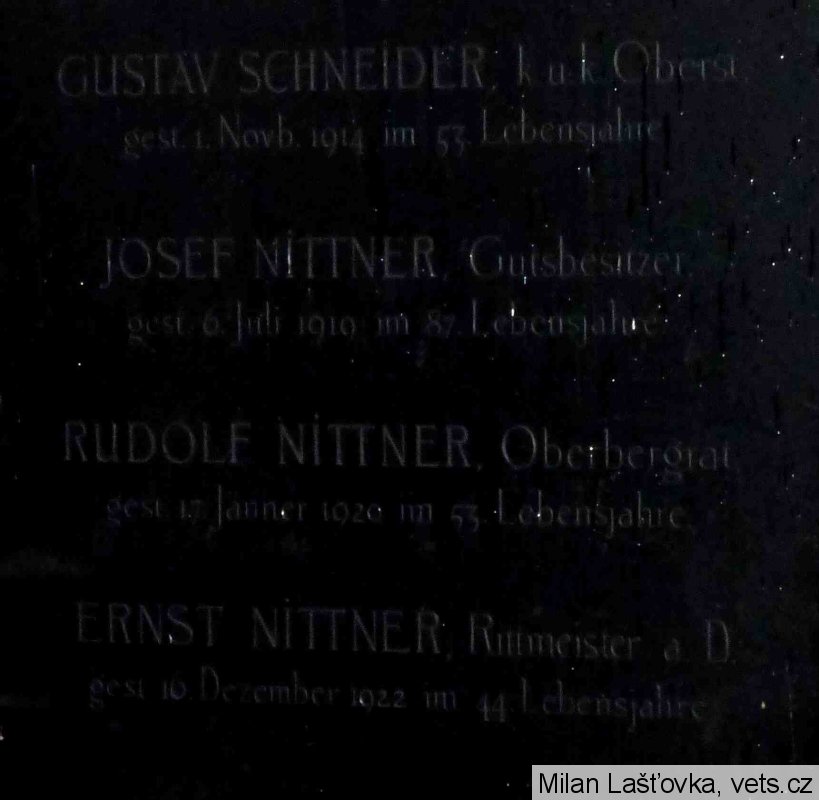 GUSTAV SCHNEIDER, k.u.k. Oberst.
gest. 1. Novb. 1914 im 53. Lebensjahre
JOSEF NITTNER, Gutsbesitzer.
gest. 6. Juli 1919 im 87. Lebensjahre.
RUDOLF NITTNER, Oberbergrat
gest. 17. Jänner 1920 im 53. Lebensjahre.
ERNST NITTNER, Rittmeister a. D.
gest 16. Dezember 1922 im 44. Lebensjahre
Milan Lašťovka, vets.cz